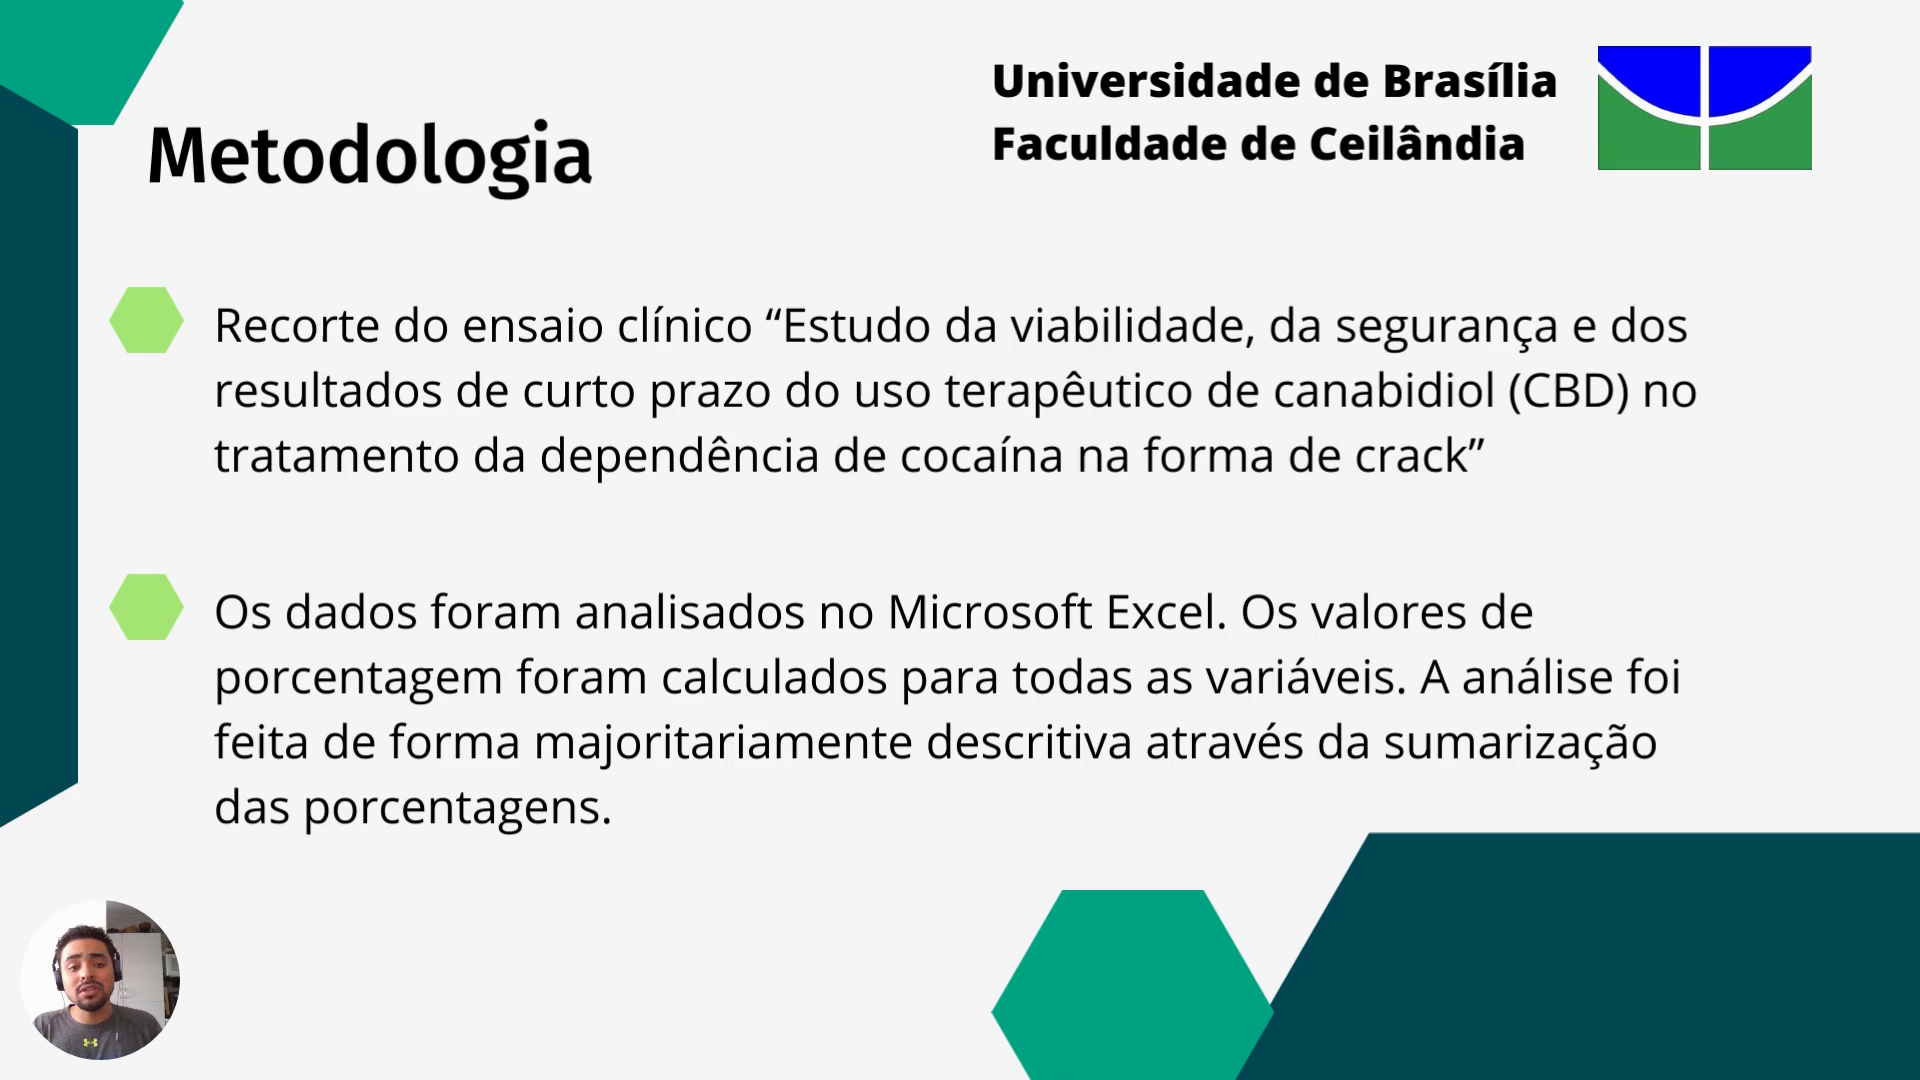 Universidade de Brasília
Faculdade de Ceilândia
Metodologia
Recorte do ensaio clínico “Estudo da viabilidade, da segurança e dos
resultados de curto prazo do uso terapêutico de canabidiol (CBD) no
tratamento da dependência de cocaína na forma de crack”
Os dados foram analisados no Microsoft Excel. Os valores de
porcentagem foram calculados para todas as variáveis. A análise foi
feita de forma majoritariamente descritiva através da sumarização
das porcentagens.